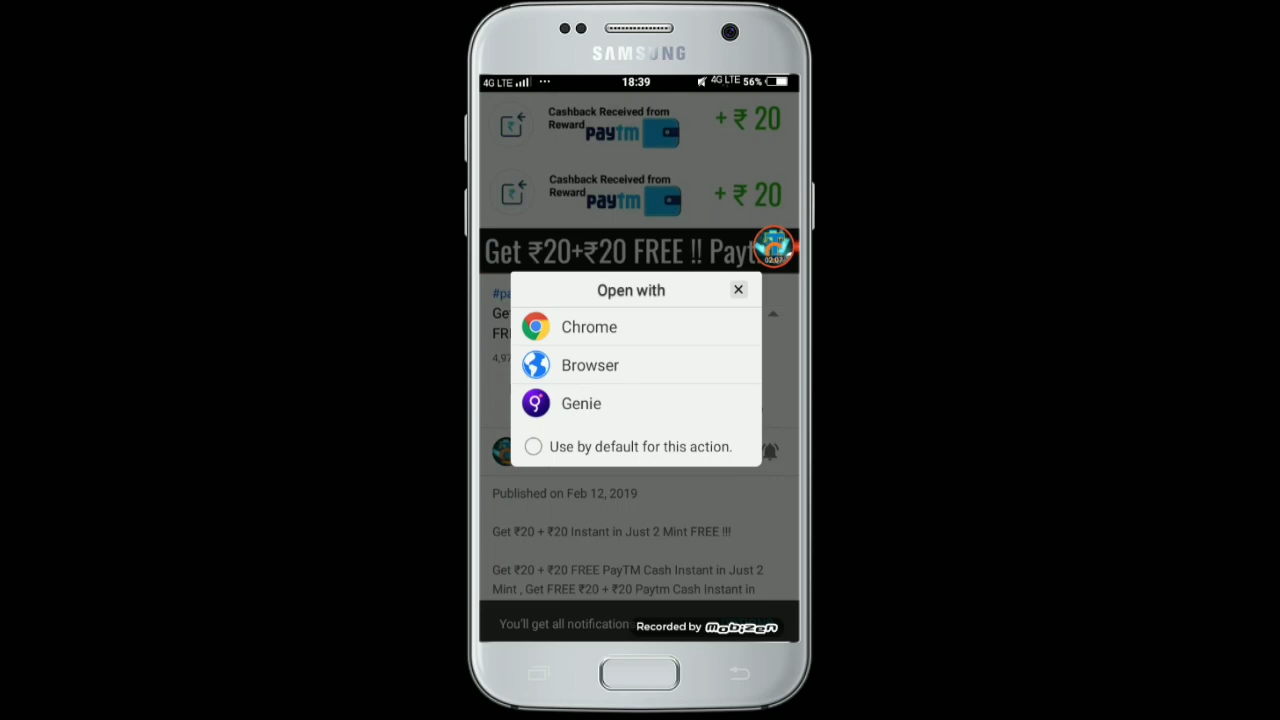 SAMSUNG
4G LTE ... 18:39 4G LTE 56%
Cashback Received from
Reward paytm
+ ₹ 20
Cashback Received from
Reward paytm
+ ₹ 20
Get ₹20+₹20 FREE !! Payt
02:07
Open with
#pa
Chrome
Ge
FR
4,97
Browser
Genie
Use by default for this action.
Published on Feb 12, 2019
Get ₹20 + ₹20 Instant in Just 2 Mint FREE !!!
Get ₹20 + ₹20 FREE PayTM Cash Instant in Just 2
Mint , Get FREE ₹20 + ₹20 Paytm Cash Instant in
You'll get all notification
Recorded by mobizen